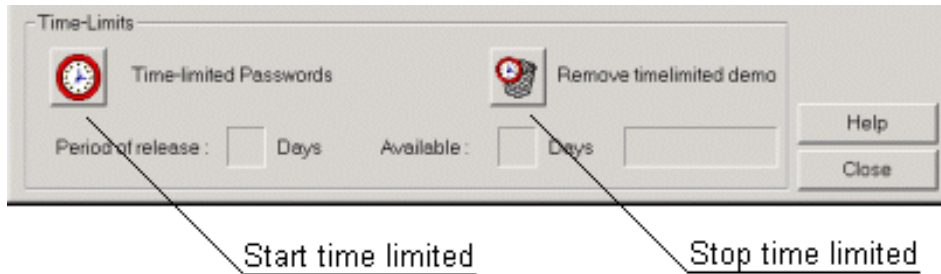 Time-Limits
Time-limited Passwords
Remove timelimited demo
Period of release : Days Available : Days
Help
Close
Start time limited
Stop time limited